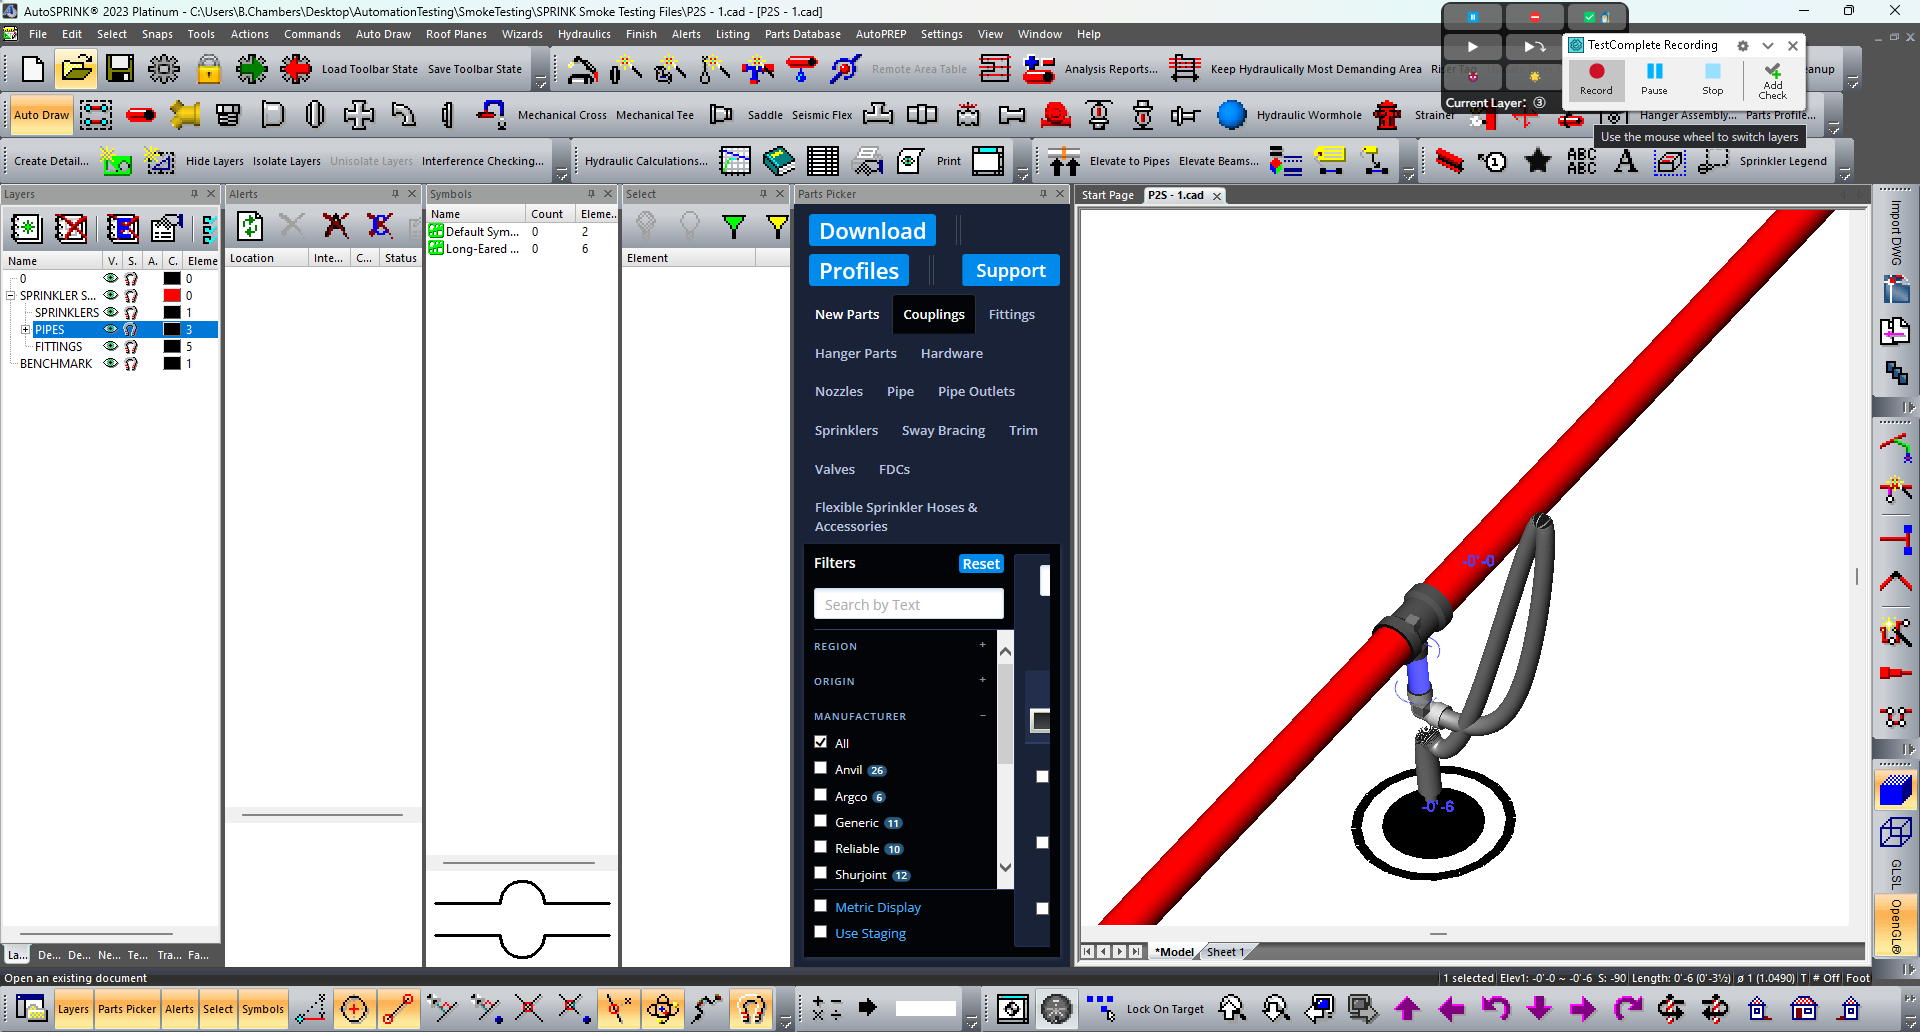 AutoSPRINK® 2023 Platinum - C:\Users\B.Chambers\Desktop\AutomationTesting\SmokeTesting\SPRINK Smoke Testing Files\P2S - 1.cad - [P2S - 1.cad]
File Edit Select Snaps Tools Actions Commands Auto Draw Roof Planes Wizards Hydraulics Finish Alerts Listing Parts Database AutoPREP Settings View Window Help
TestComplete Recording
Load Toolbar State Save Toolbar State Remote Area Table Analysis Reports... Keep Hydraulically Most Demanding Area
Record Pause Stop Add Check
Current Layer: ③
Auto Draw Mechanical Cross Mechanical Tee Saddle Seismic Flex Hydraulic Wormhole Strainer Hanger Assembly... Parts Profile...
Use the mouse wheel to switch layers
Create Detail... Hide Layers Isolate Layers Unisolate Layers Interference Checking... Hydraulic Calculations... Print Elevate to Pipes Elevate Beams... ABC ABC A Sprinkler Legend
Layers Alerts Symbols Select Parts Picker Start Page P2S - 1.cad
Name Count Eleme...
Default Sym... 0 2
Long-Eared ... 0 6
Name V. S. A. C. Eleme
Location Inte... C... Status
Element
0 0
SPRINKLER S... 0
SPRINKLERS 1
PIPES 3
FITTINGS 5
BENCHMARK 1
Download
Profiles Support
New Parts Couplings Fittings
Hanger Parts Hardware
Nozzles Pipe Pipe Outlets
Sprinklers Sway Bracing Trim
Valves FDCs
Flexible Sprinkler Hoses &
Accessories
Filters Reset
Search by Text
REGION +
ORIGIN +
MANUFACTURER −
All
Anvil 26
Argco 6
Generic 11
Reliable 10
Shurjoint 12
Metric Display
Use Staging
-0'-0
-0'-6
Import DWG
GLSL
OpenGL®
*Model Sheet 1
La... De... De... Ne... Te... Tra... Fa...
Open an existing document
1 selected Elev1: -0'-0 ~ -0'-6 S: -90 Length: 0'-6 (0'-3½) ø 1 (1.0490) T # Off Foot
Layers Parts Picker Alerts Select Symbols Lock On Target